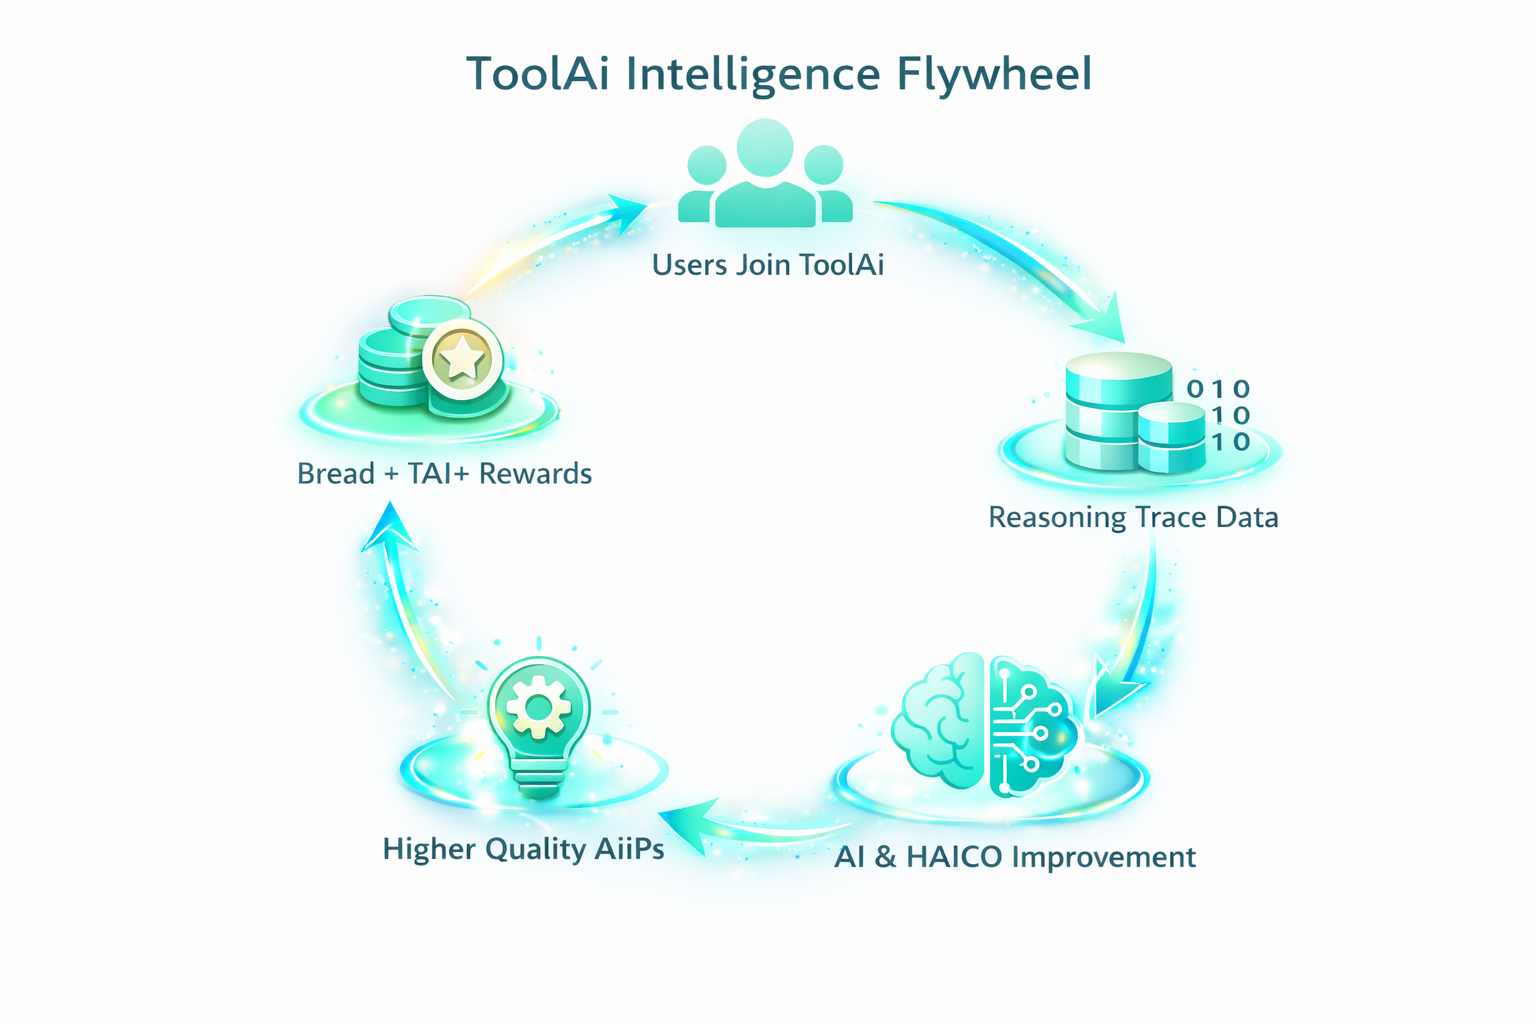 ToolAi Intelligence Flywheel
Users Join ToolAi
Bread + TAI+ Rewards
010
10
10
Reasoning Trace Data
Higher Quality AiiPs
AI & HAICO Improvement